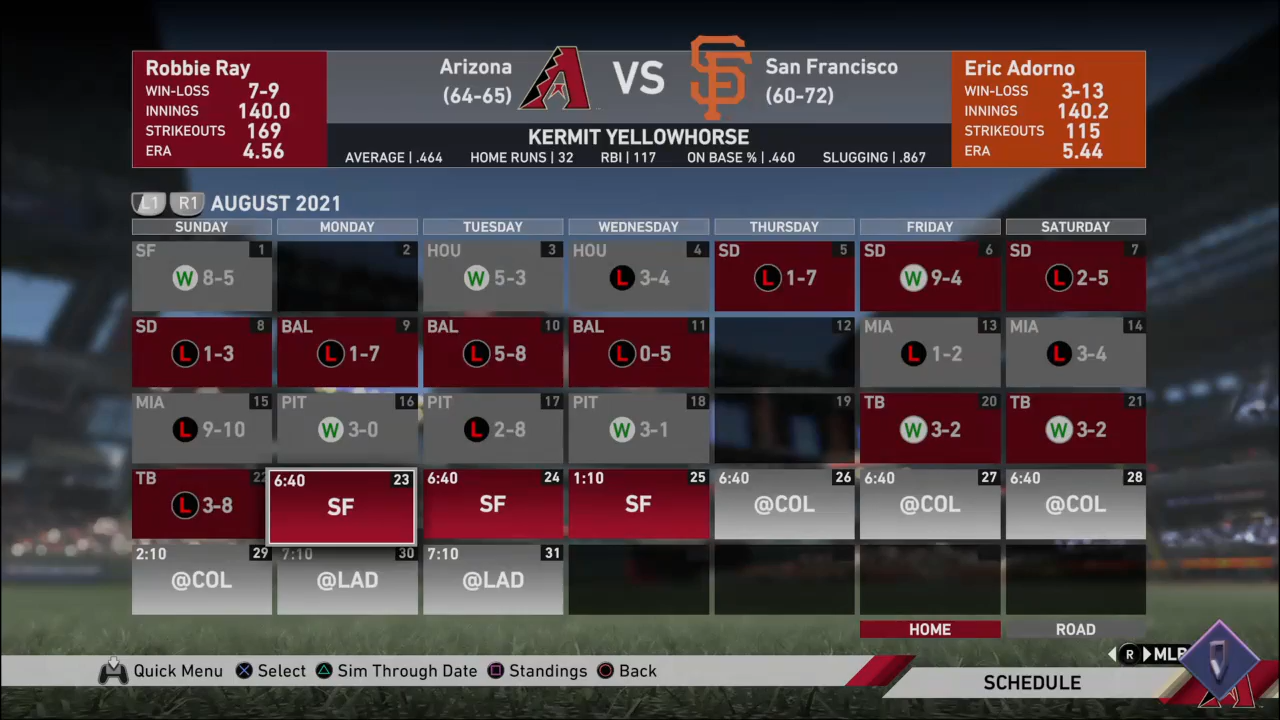 Robbie Ray
WIN-LOSS 7-9
INNINGS 140.0
STRIKEOUTS 169
ERA 4.56
Arizona
(64-65)
A
VS
SF
San Francisco
(60-72)
Eric Adorno
WIN-LOSS 3-13
INNINGS 140.2
STRIKEOUTS 115
ERA 5.44
KERMIT YELLOWHORSE
AVERAGE | .464 HOME RUNS | 32 RBI | 117 ON BASE % | .460 SLUGGING | .867
L1 R1 AUGUST 2021
SUNDAY MONDAY TUESDAY WEDNESDAY THURSDAY FRIDAY SATURDAY
SF 1 2 HOU 3 HOU 4 SD 5 SD 6 SD 7
W 8-5 W 5-3 L 3-4 L 1-7 W 9-4 L 2-5
SD 8 BAL 9 BAL 10 BAL 11 12 MIA 13 MIA 14
L 1-3 L 1-7 L 5-8 L 0-5 L 1-2 L 3-4
MIA 15 PIT 16 PIT 17 PIT 18 19 TB 20 TB 21
L 9-10 W 3-0 L 2-8 W 3-1 W 3-2 W 3-2
TB 22 6:40 23 6:40 24 1:10 25 6:40 26 6:40 27 6:40 28
L 3-8 SF SF SF @COL @COL @COL
2:10 29 7:10 30 7:10 31
@COL @LAD @LAD
HOME ROAD
R MLB
Quick Menu Select Sim Through Date Standings Back
SCHEDULE